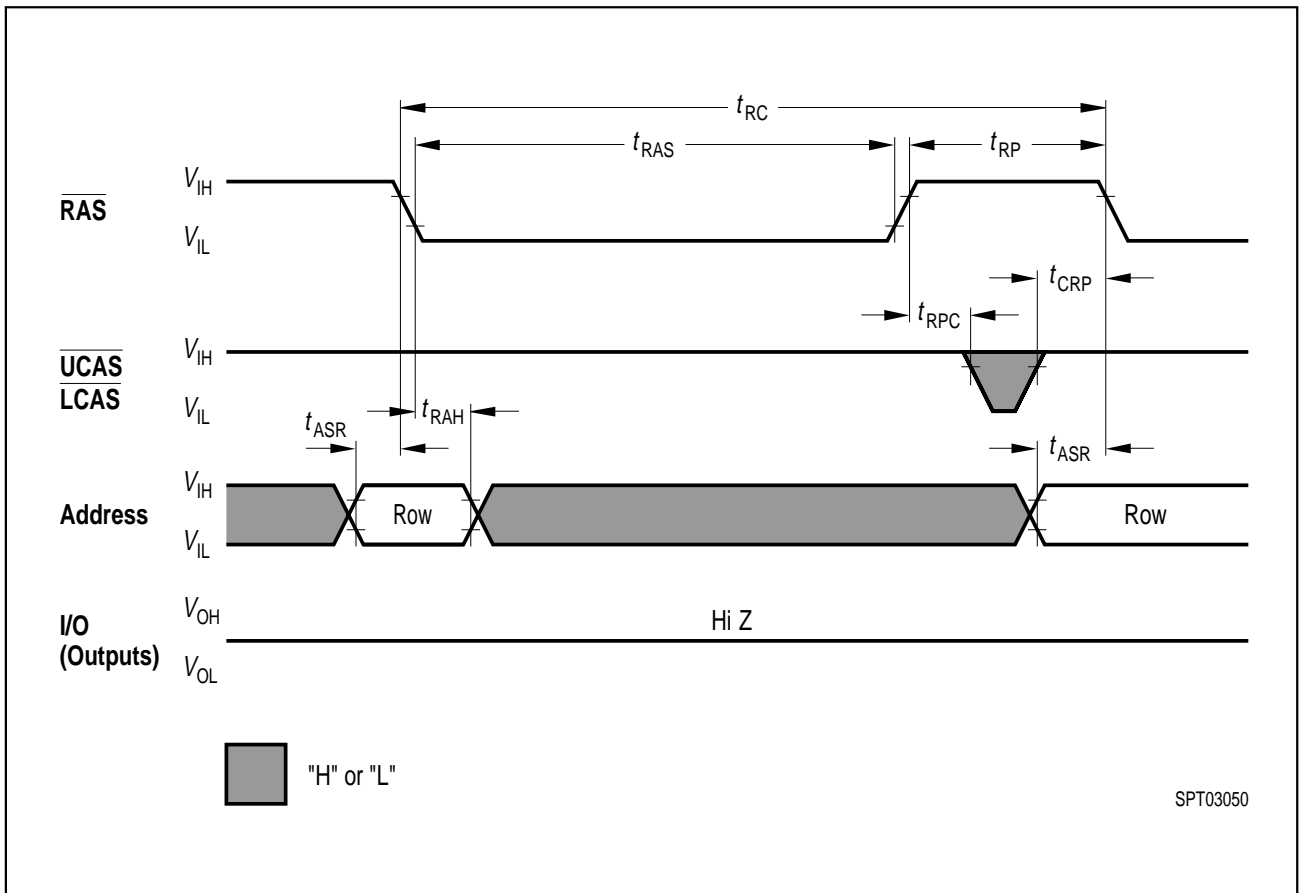 tRC
tRAS
tRP
RAS
VIH
VIL
tCRP
tRPC
UCAS
LCAS
VIH
VIL
tASR
tRAH
tASR
Address
VIH
VIL
Row
Row
I/O
(Outputs)
VOH
VOL
Hi Z
"H" or "L"
SPT03050